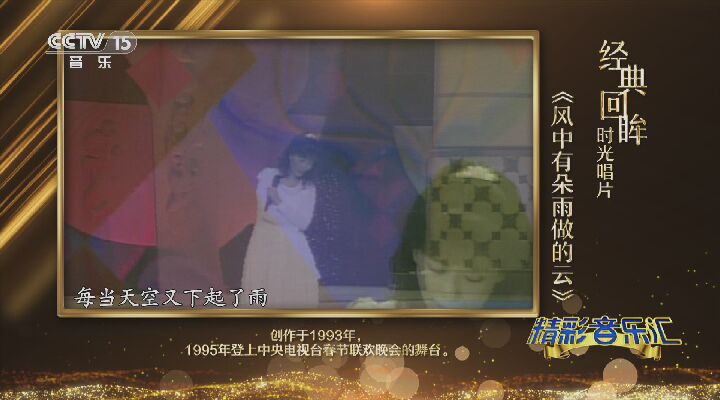 CCTV 15
音乐
经典回眸
时光唱片
《风中有朵雨做的云》
每当天空又下起了雨
精彩音乐汇
创作于1993年，
1995年登上中央电视台春节联欢晚会的舞台。